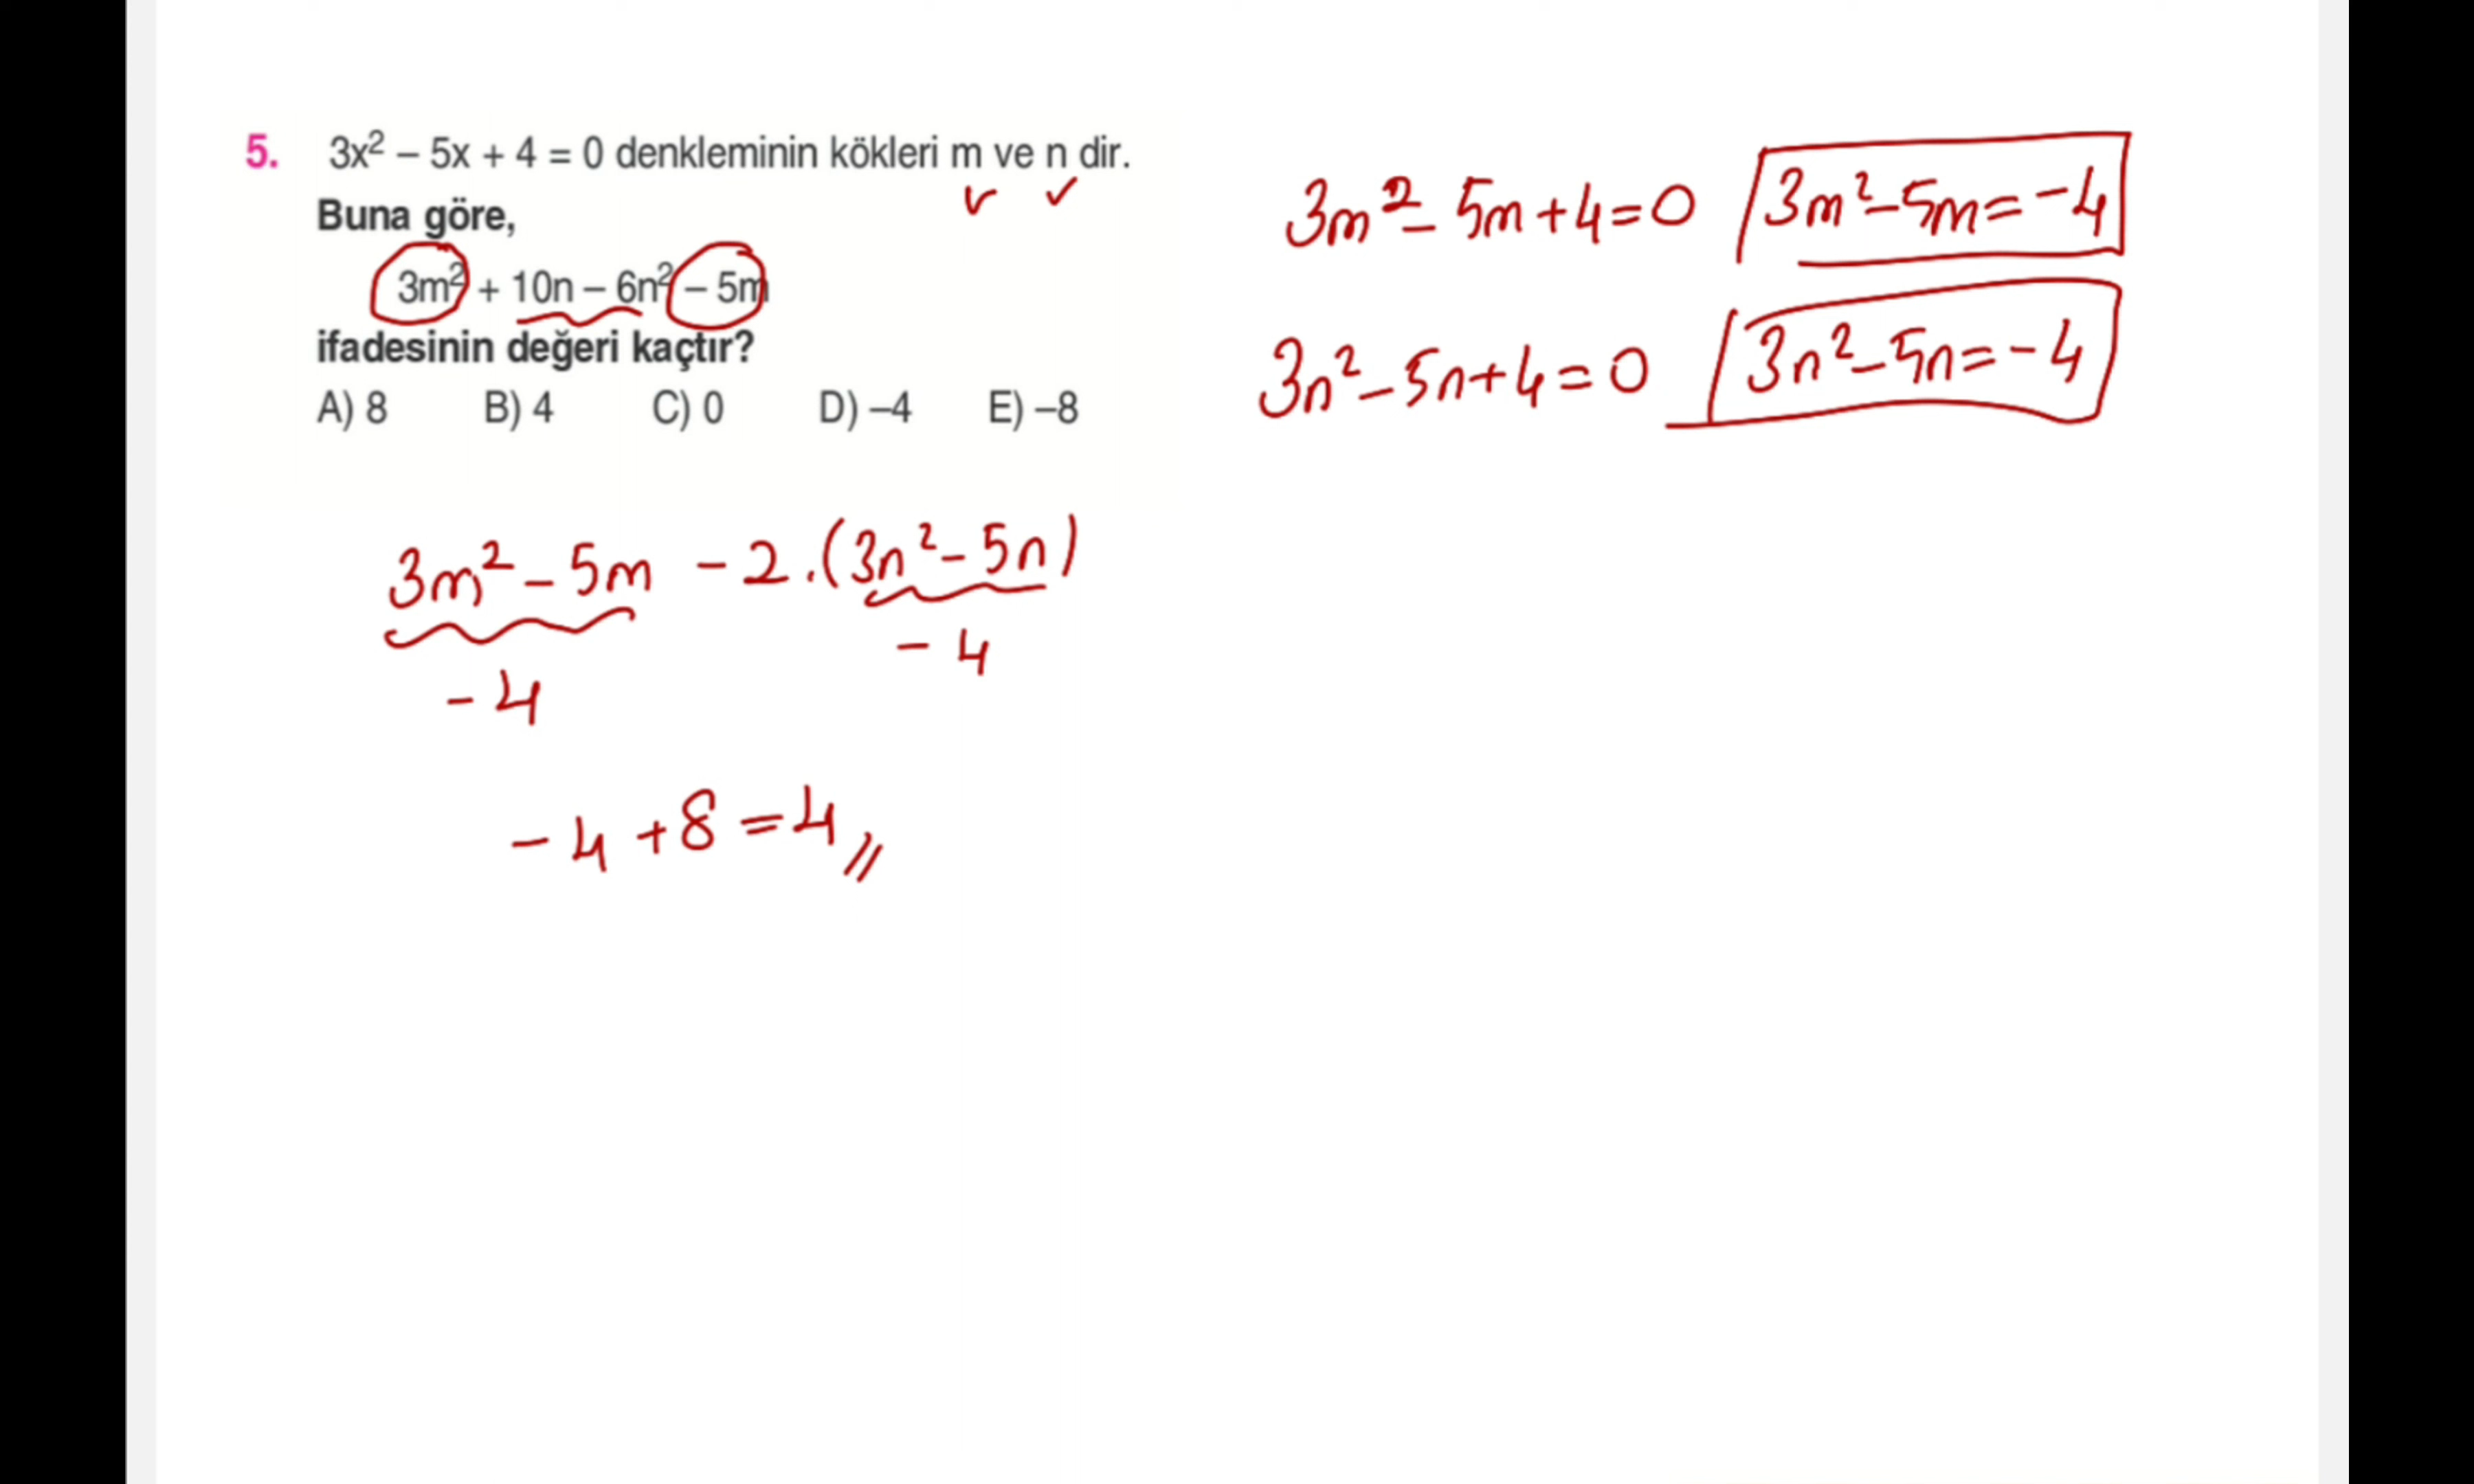 5. 3x² – 5x + 4 = 0 denkleminin kökleri m ve n dir.
Buna göre,
3m² + 10n – 6n² – 5m
ifadesinin değeri kaçtır?
A) 8 B) 4 C) 0 D) –4 E) –8
3m² – 5m + 4 = 0 3m² – 5m = –4
3n² – 5n + 4 = 0 3n² – 5n = –4
3m² – 5m – 2.(3n² – 5n)
–4 –4
–4 + 8 = 4